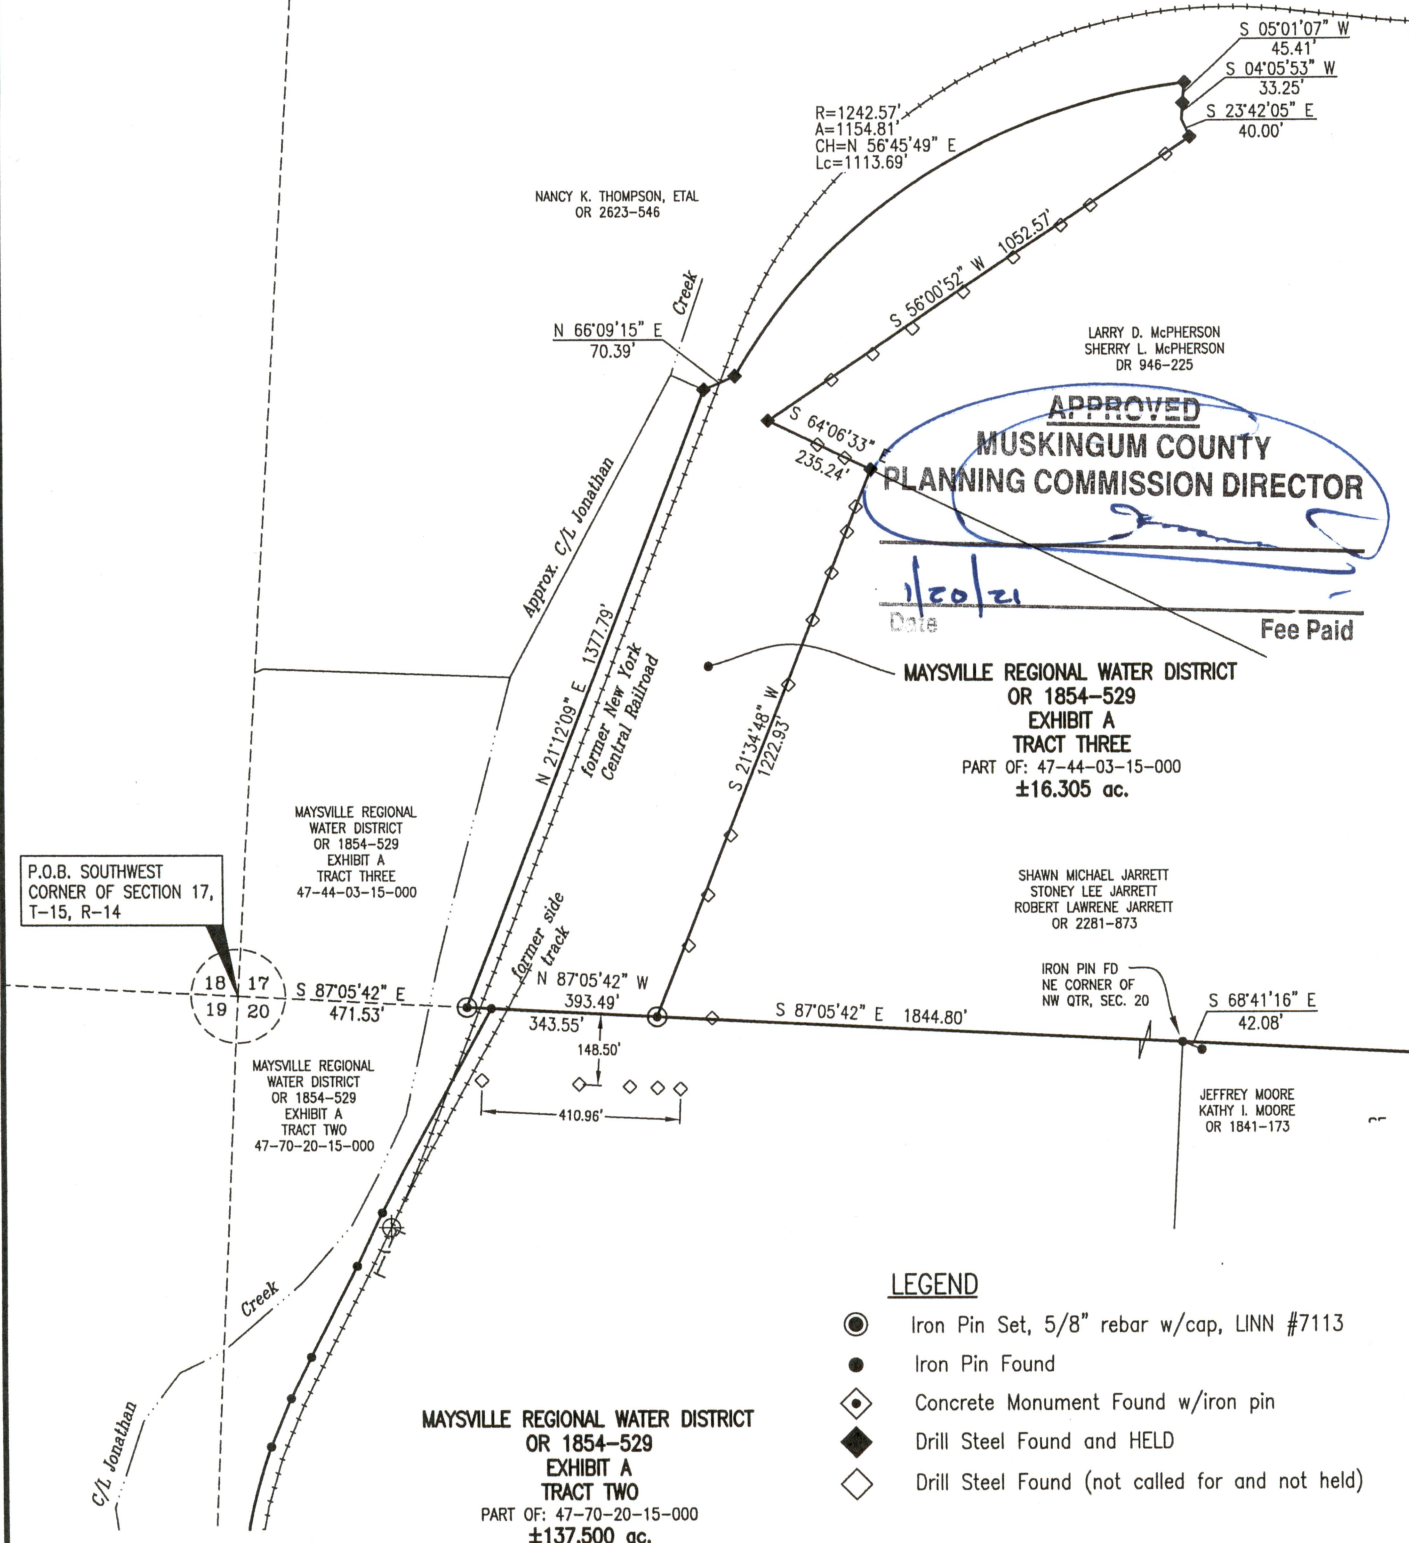 S 05°01'07" W
45.41'
S 04°05'53" W
33.25'
S 23°42'05" E
40.00'
R=1242.57'
A=1154.81'
CH=N 56°45'49" E
Lc=1113.69'
NANCY K. THOMPSON, ETAL
OR 2623-546
Creek
N 66°09'15" E
70.39'
S 56°00'52" W 1052.57'
LARRY D. McPHERSON
SHERRY L. McPHERSON
DR 946-225
APPROVED
MUSKINGUM COUNTY
PLANNING COMMISSION DIRECTOR
1/20/21
Date
Fee Paid
S 64°06'33" E
235.24'
Approx. C/L Jonathan
N 21°12'09" E 1377.79'
former New York
Central Railroad
S 21°34'48" W
1222.93'
MAYSVILLE REGIONAL WATER DISTRICT
OR 1854-529
EXHIBIT A
TRACT THREE
PART OF: 47-44-03-15-000
±16.305 ac.
MAYSVILLE REGIONAL
WATER DISTRICT
OR 1854-529
EXHIBIT A
TRACT THREE
47-44-03-15-000
P.O.B. SOUTHWEST
CORNER OF SECTION 17,
T-15, R-14
SHAWN MICHAEL JARRETT
STONEY LEE JARRETT
ROBERT LAWRENE JARRETT
OR 2281-873
former side
track
18 17
19 20
S 87°05'42" E
471.53'
N 87°05'42" W
393.49'
343.55'
148.50'
410.96'
S 87°05'42" E 1844.80'
IRON PIN FD
NE CORNER OF
NW QTR, SEC. 20
S 68°41'16" E
42.08'
MAYSVILLE REGIONAL
WATER DISTRICT
OR 1854-529
EXHIBIT A
TRACT TWO
47-70-20-15-000
JEFFREY MOORE
KATHY I. MOORE
OR 1841-173
Creek
C/L Jonathan
MAYSVILLE REGIONAL WATER DISTRICT
OR 1854-529
EXHIBIT A
TRACT TWO
PART OF: 47-70-20-15-000
±137.500 ac.
LEGEND
Iron Pin Set, 5/8" rebar w/cap, LINN #7113
Iron Pin Found
Concrete Monument Found w/iron pin
Drill Steel Found and HELD
Drill Steel Found (not called for and not held)